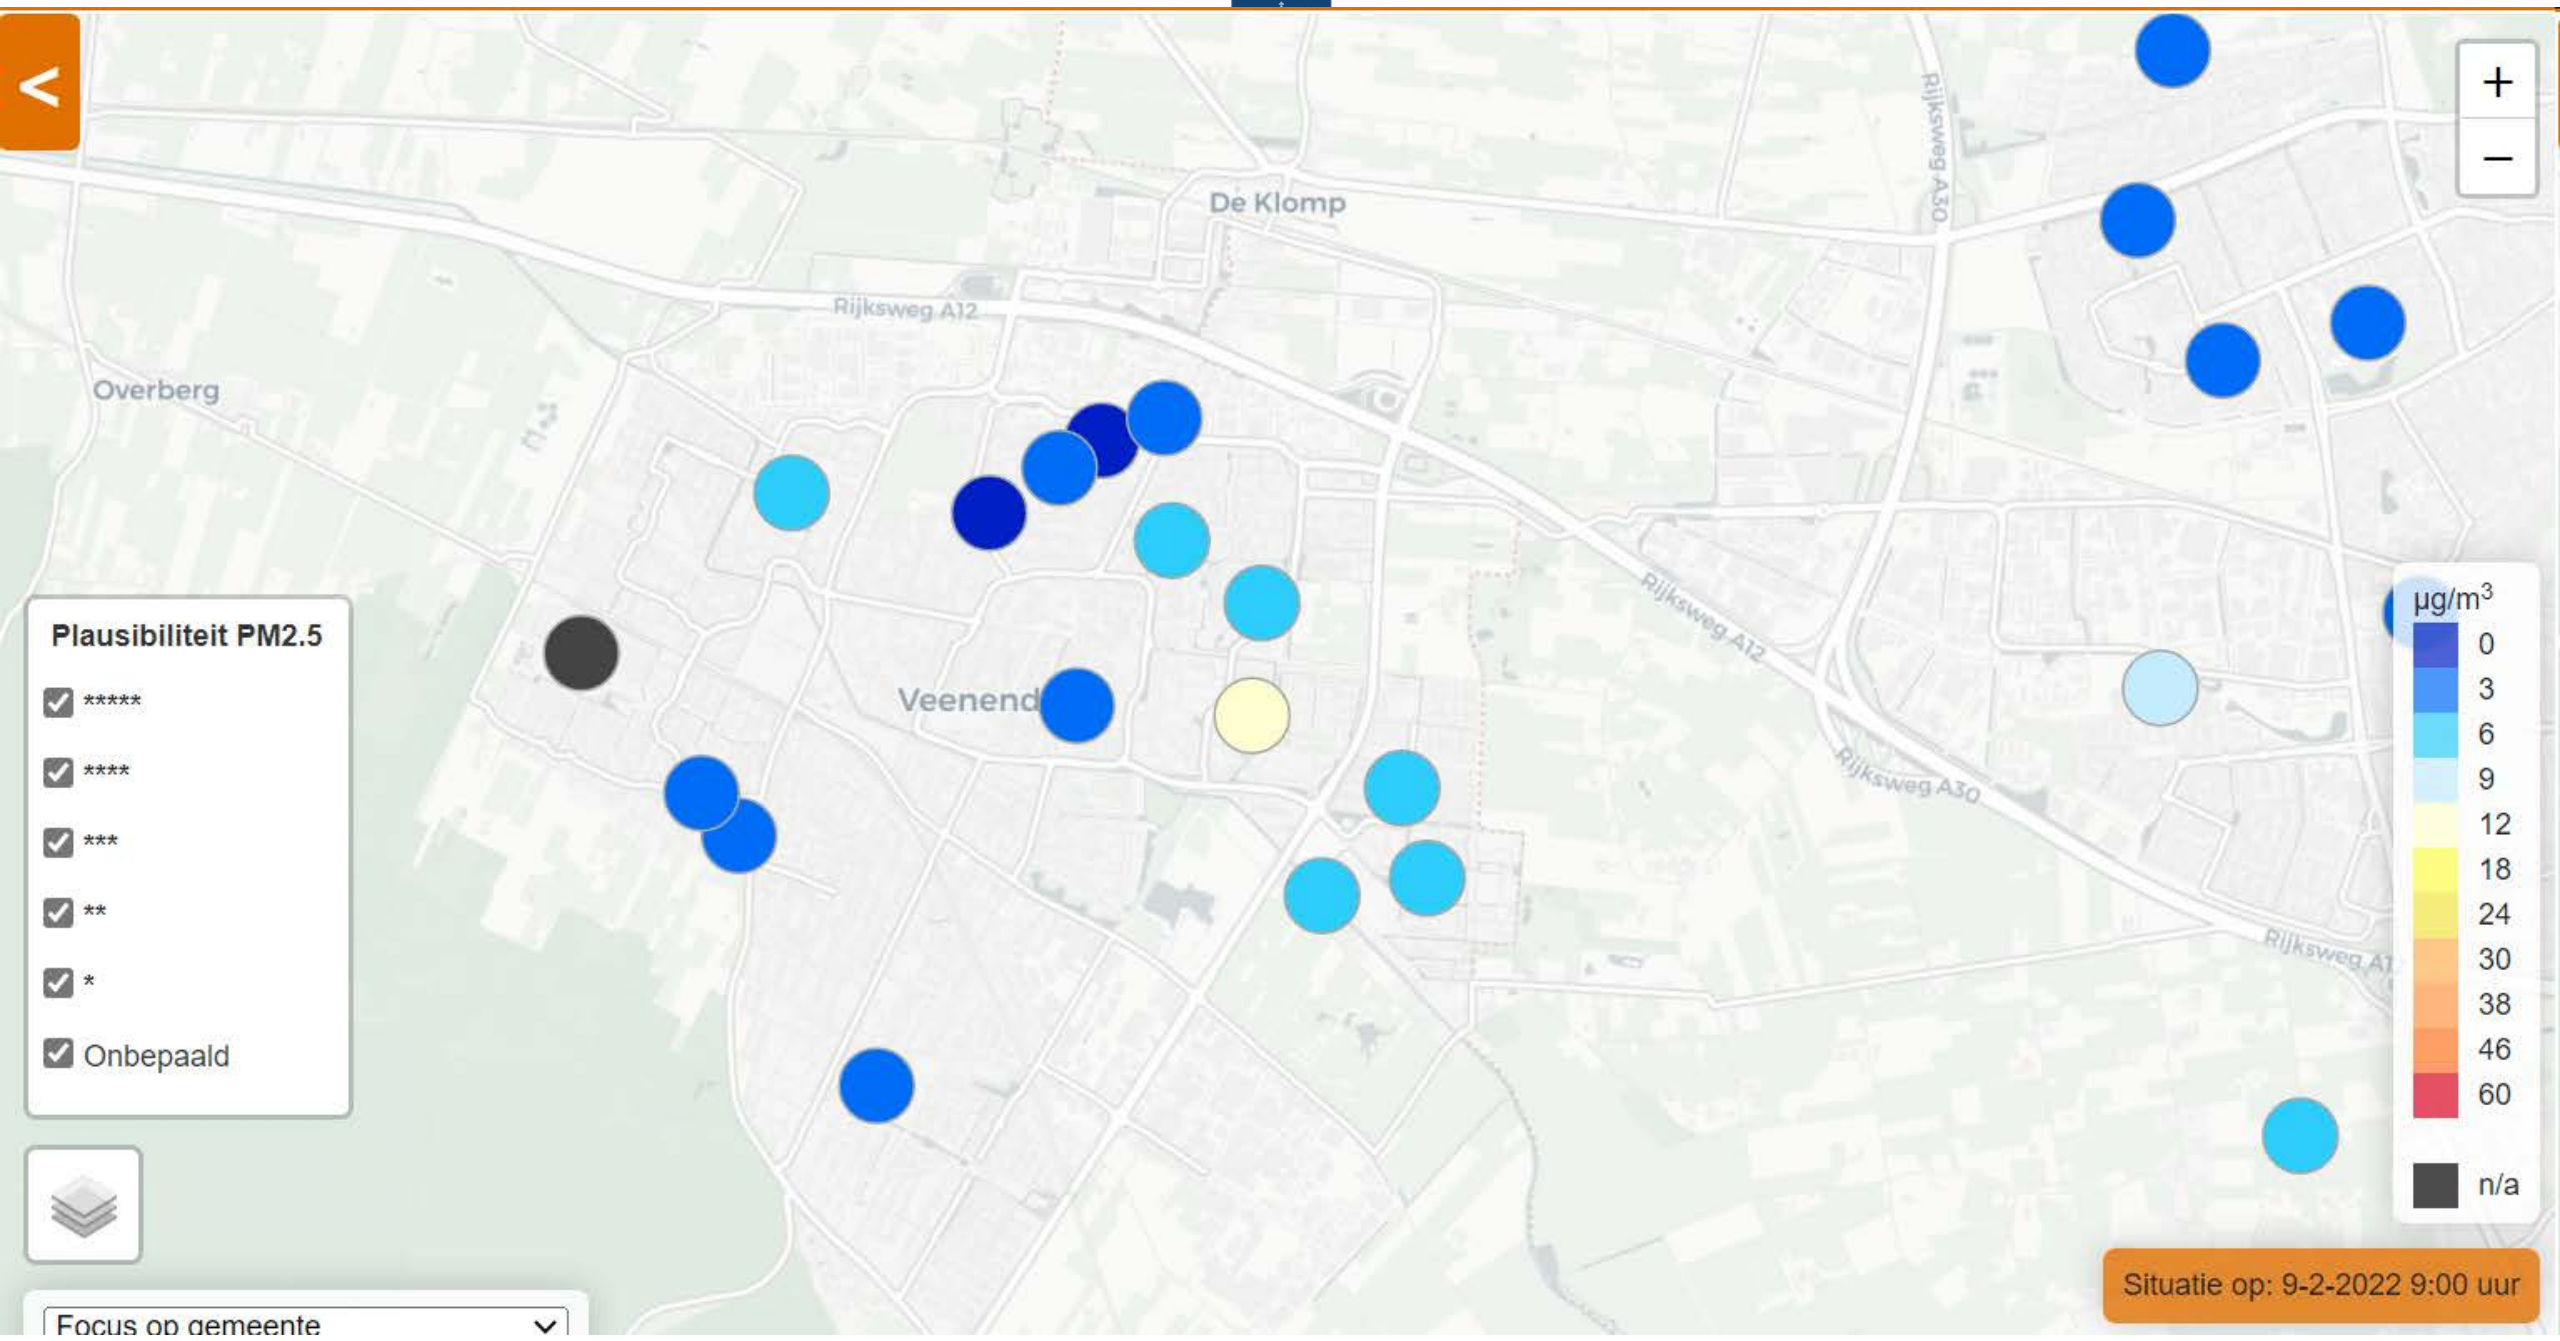 <
+
−
Rijksweg A30
De Klomp
Rijksweg A12
Overberg
Rijksweg A12
Veenend
Rijksweg A30
Rijksweg A1
Plausibiliteit PM2.5
*****
****
***
**
*
Onbepaald
µg/m³
0
3
6
9
12
18
24
30
38
46
60
n/a
Situatie op: 9-2-2022 9:00 uur
Focus op gemeente